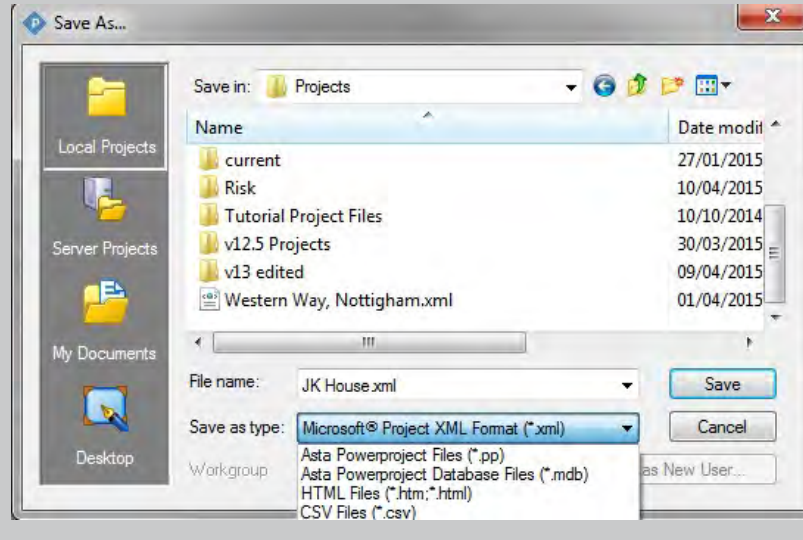 Save As...
Save in: Projects
Name Date modif
Local Projects
current 27/01/2015
Risk 10/04/2015
Tutorial Project Files 10/10/2014
v12.5 Projects 30/03/2015
v13 edited 09/04/2015
Western Way, Nottigham.xml 01/04/2015
Server Projects
My Documents
Desktop
File name: JK House.xml Save
Save as type: Microsoft® Project XML Format (*.xml) Cancel
Workgroup as New User...
Asta Powerproject Files (*.pp)
Asta Powerproject Database Files (*.mdb)
HTML Files (*.htm;*.html)
CSV Files (*.csv)